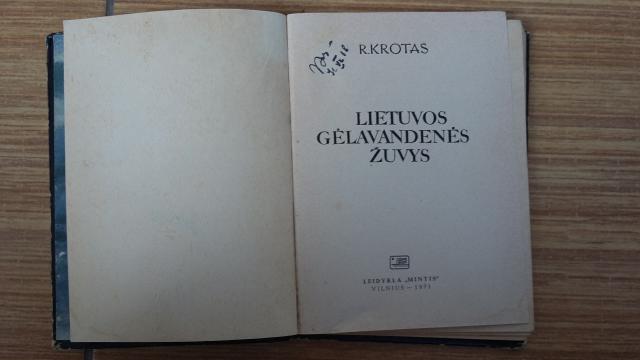 R.KROTAS
LIETUVOS
GĖLAVANDENĖS
ŽUVYS
LEIDYKLA „MINTIS“
VILNIUS — 1971